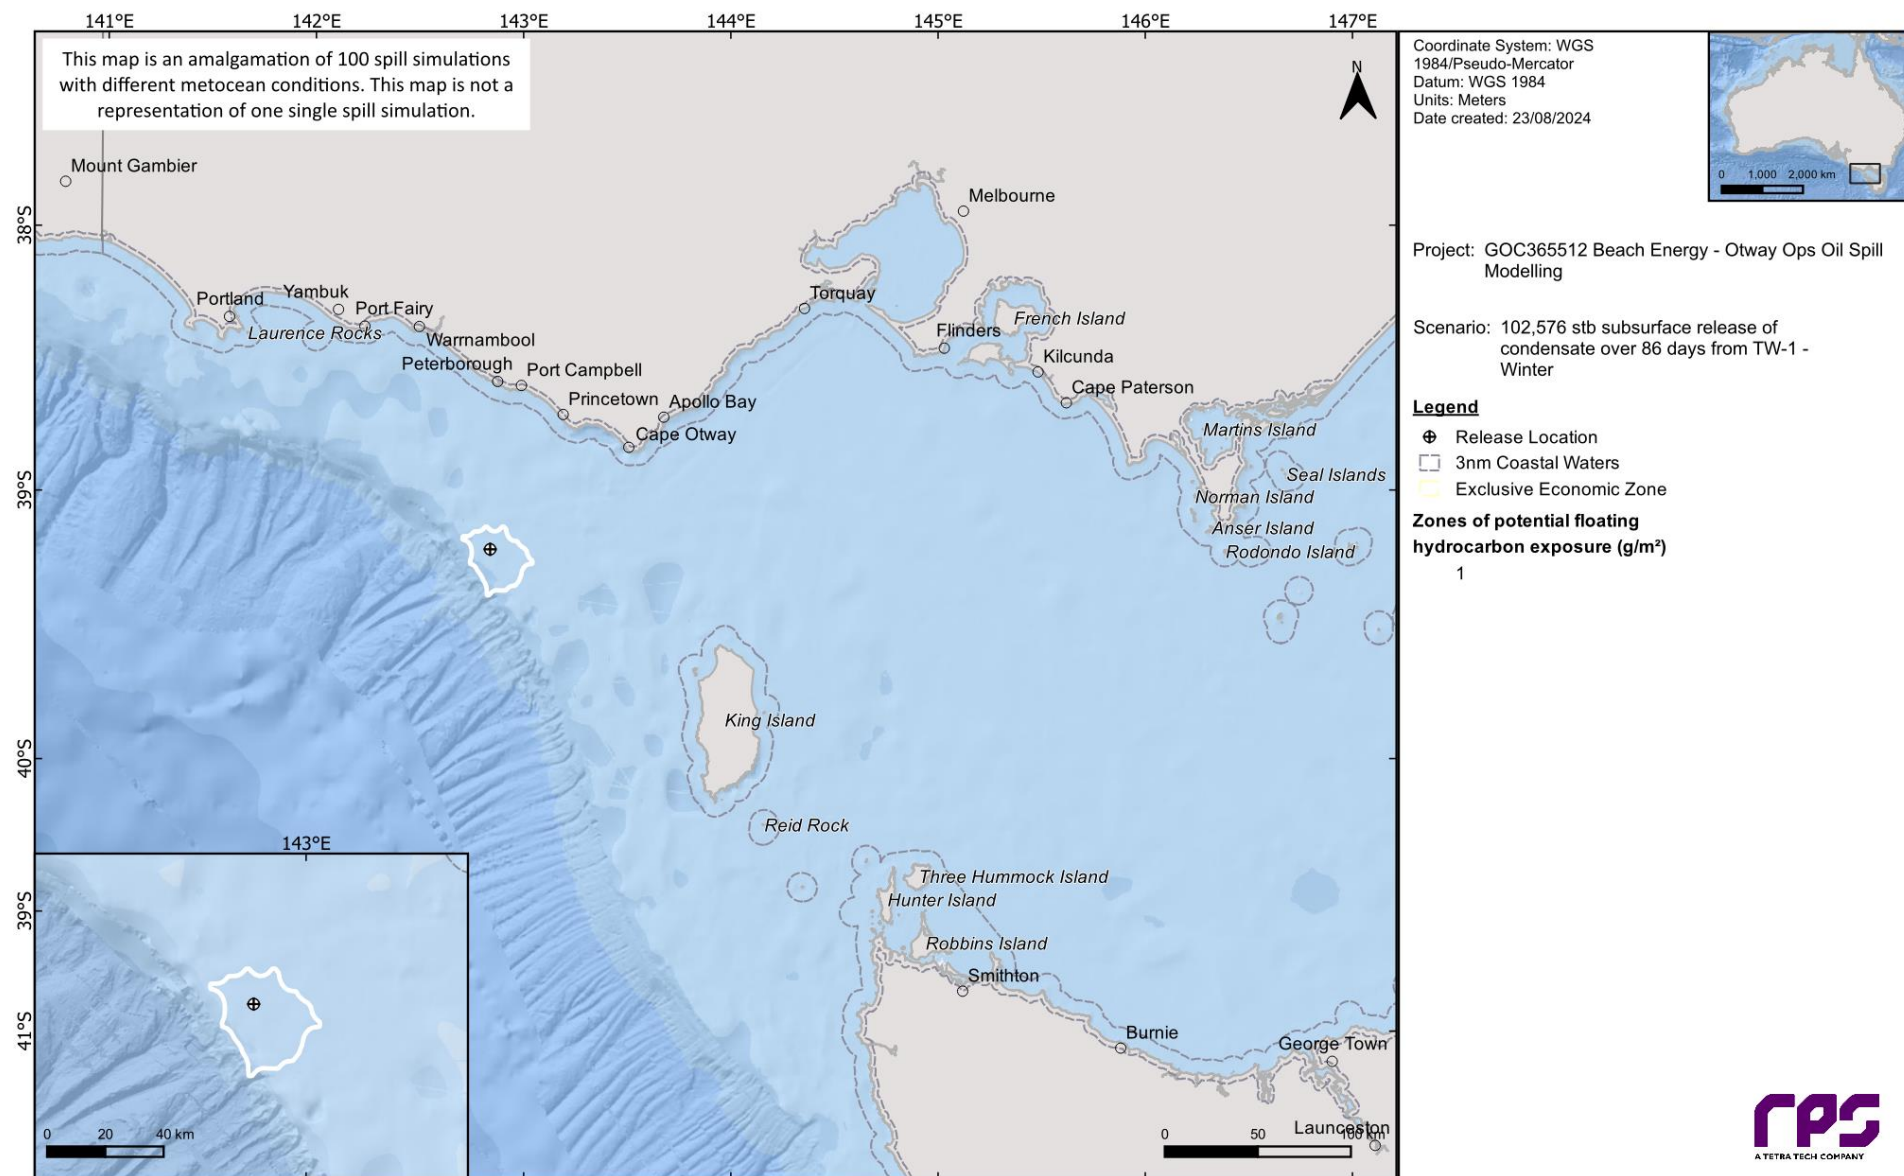 141°E
142°E
143°E
144°E
145°E
146°E
147°E
This map is an amalgamation of 100 spill simulations
with different metocean conditions. This map is not a
representation of one single spill simulation.
N
Mount Gambier
Melbourne
38°S
Portland
Yambuk
Port Fairy
Laurence Rocks
Warrnambool
Torquay
Flinders
French Island
Kilcunda
Peterborough
Port Campbell
Princetown
Apollo Bay
Cape Paterson
Cape Otway
Martins Island
Seal Islands
39°S
Norman Island
Anser Island
Rodondo Island
King Island
40°S
Reid Rock
Three Hummock Island
Hunter Island
Robbins Island
Smithton
41°S
Burnie
George Town
Launceston
0
50
100 km
143°E
39°S
0
20
40 km
Coordinate System: WGS
1984/Pseudo-Mercator
Datum: WGS 1984
Units: Meters
Date created: 23/08/2024
0
1,000
2,000 km
Project: GOC365512 Beach Energy - Otway Ops Oil Spill
Modelling
Scenario: 102,576 stb subsurface release of
condensate over 86 days from TW-1 -
Winter
Legend
Release Location
3nm Coastal Waters
Exclusive Economic Zone
Zones of potential floating
hydrocarbon exposure (g/m²)
1
rps
A TETRA TECH COMPANY